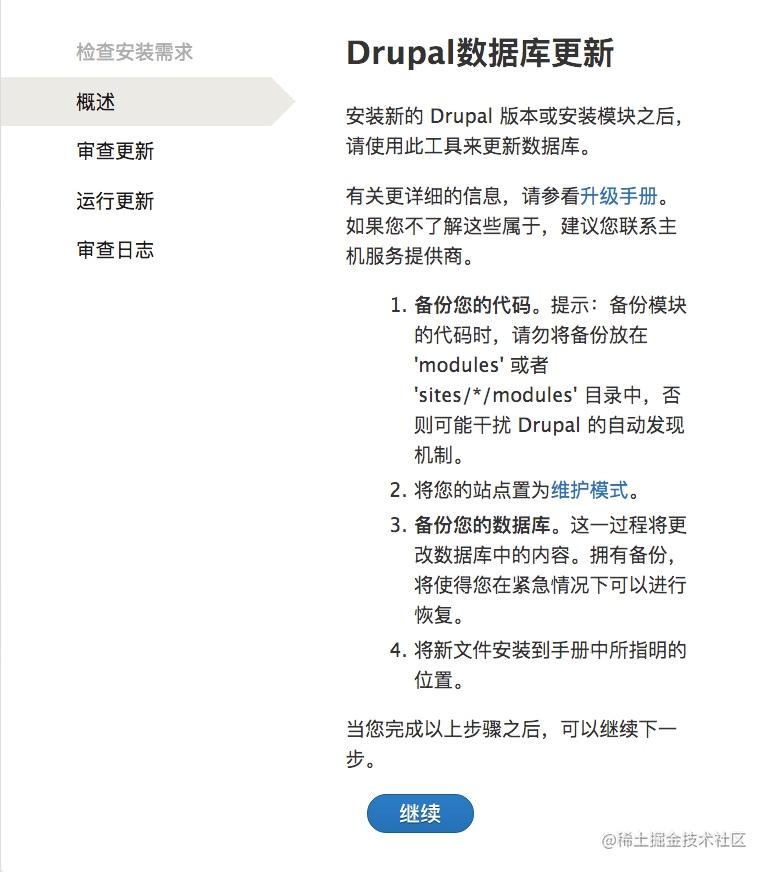 检查安装需求
概述
审查更新
运行更新
审查日志
Drupal数据库更新
安装新的 Drupal 版本或安装模块之后，
请使用此工具来更新数据库。
有关更详细的信息，请参看升级手册。
如果您不了解这些属于，建议您联系主
机服务提供商。
1. 备份您的代码。提示：备份模块
的代码时，请勿将备份放在
'modules' 或者
'sites/*/modules' 目录中，否
则可能干扰 Drupal 的自动发现
机制。
2. 将您的站点置为维护模式。
3. 备份您的数据库。这一过程将更
改数据库中的内容。拥有备份，
将使得您在紧急情况下可以进行
恢复。
4. 将新文件安装到手册中所指明的
位置。
当您完成以上步骤之后，可以继续下一
步。
继续
@稀土掘金技术社区